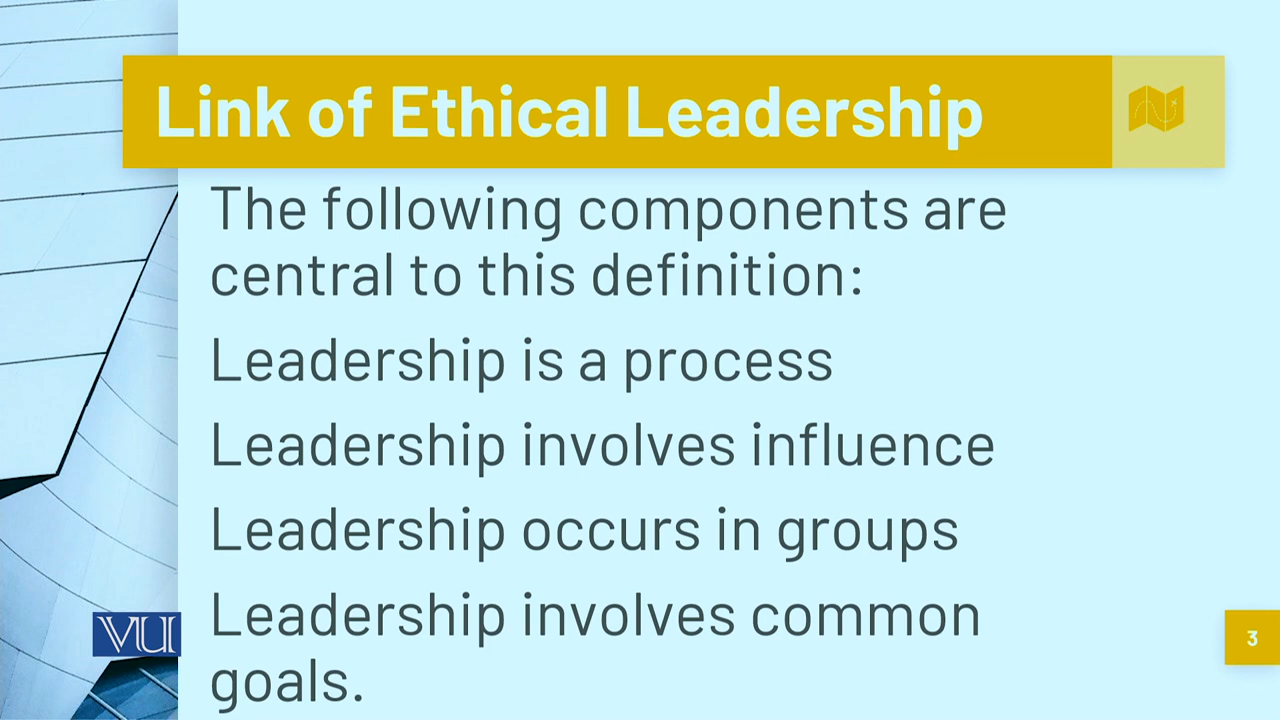 Link of Ethical Leadership
The following components are
central to this definition:
Leadership is a process
Leadership involves influence
Leadership occurs in groups
Leadership involves common
goals.
VU
3